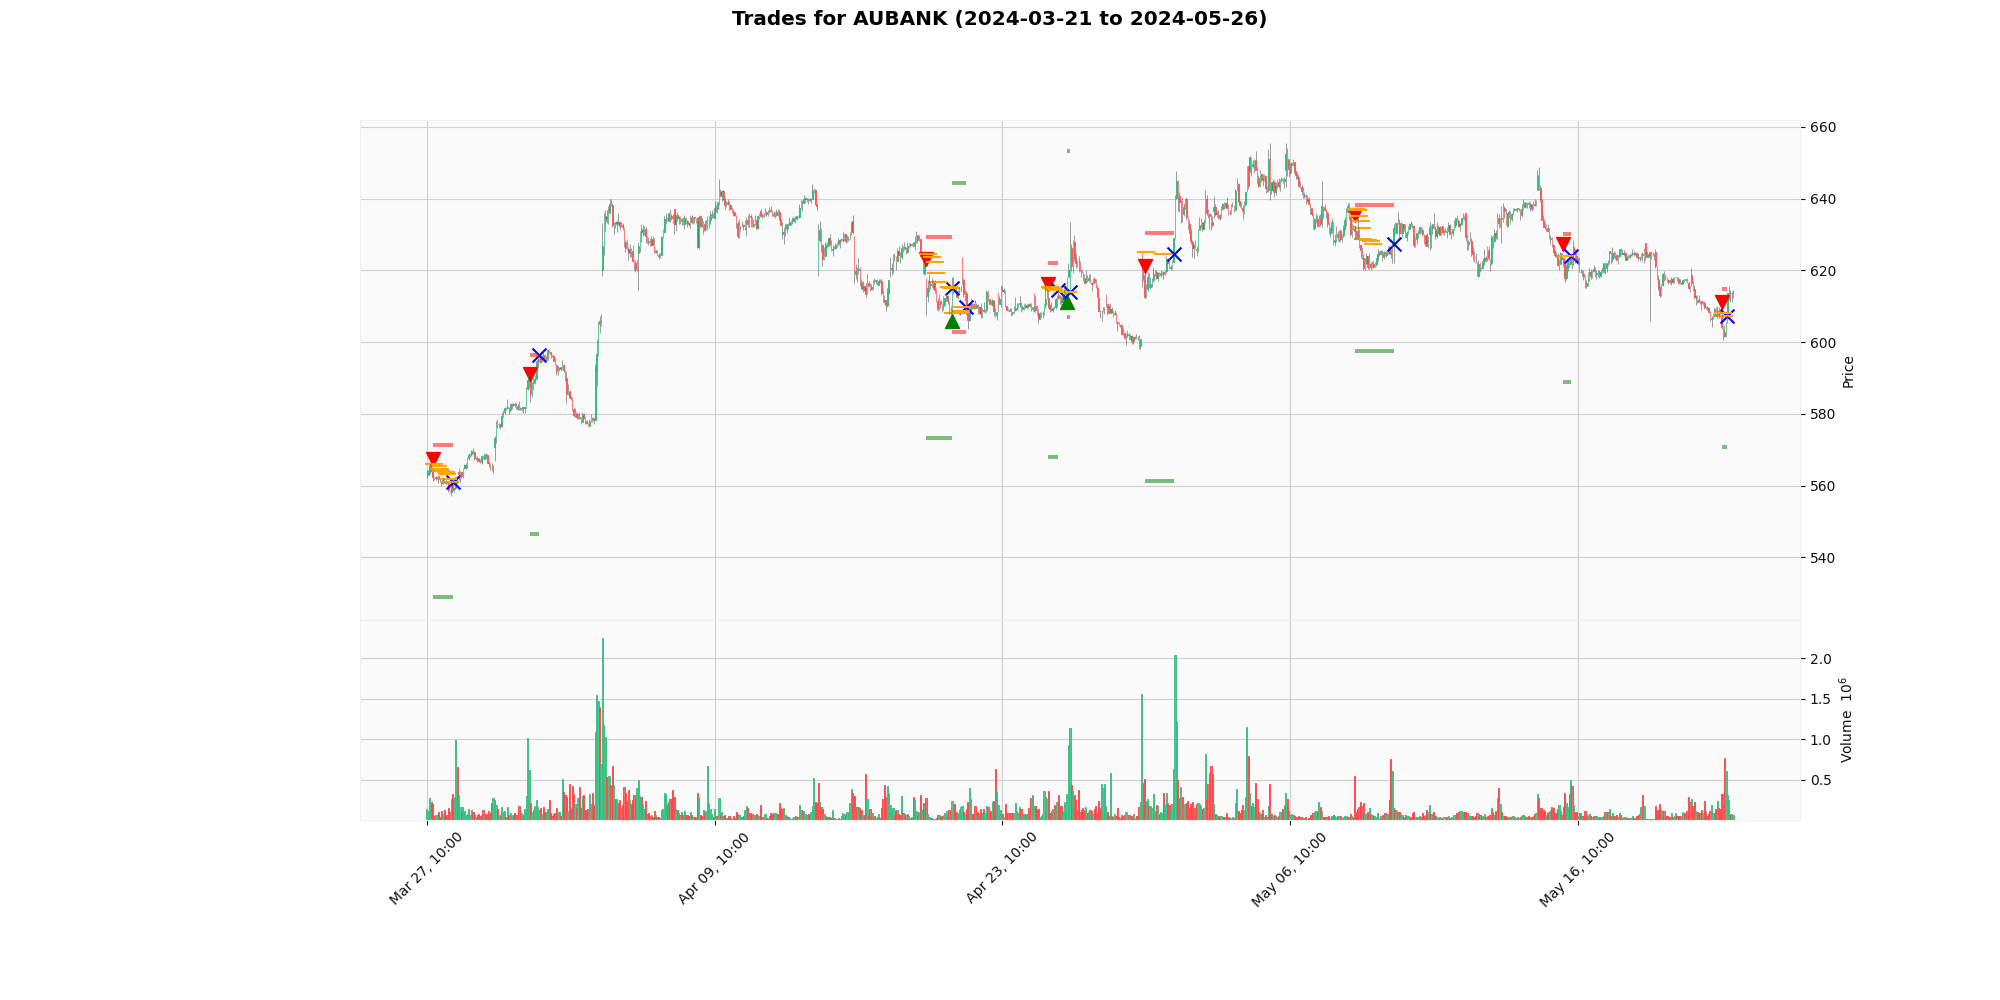 Trades for AUBANK (2024-03-21 to 2024-05-26)
660
640
620
600
580
560
540
Price
2.0
1.5
1.0
0.5
Volume 10^6
Mar 27, 10:00
Apr 09, 10:00
Apr 23, 10:00
May 06, 10:00
May 16, 10:00